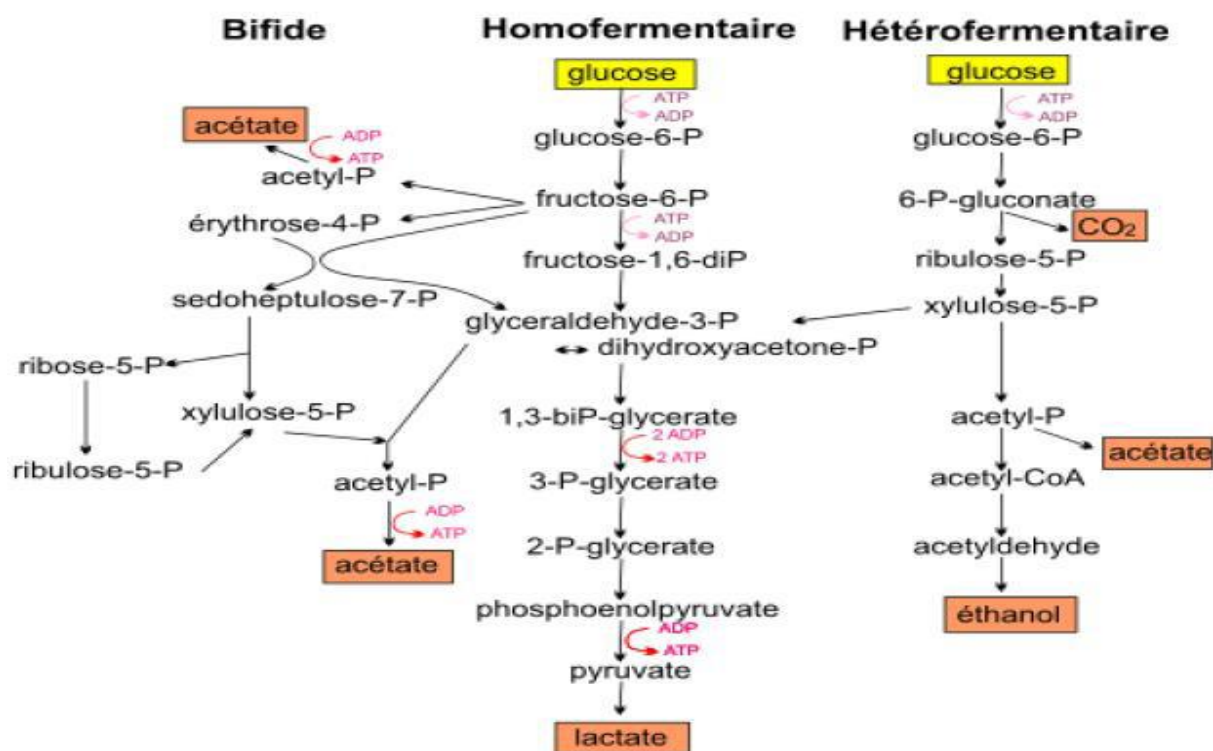 Bifide
Homofermentaire
Hétérofermentaire
glucose
ATP
ADP
glucose-6-P
fructose-6-P
ATP
ADP
fructose-1,6-diP
glyceraldehyde-3-P
dihydroxyacetone-P
1,3-biP-glycerate
2 ADP
2 ATP
3-P-glycerate
2-P-glycerate
phosphoenolpyruvate
ADP
ATP
pyruvate
lactate
acétate
ADP
ATP
acetyl-P
érythrose-4-P
sedoheptulose-7-P
ribose-5-P
xylulose-5-P
ribulose-5-P
acetyl-P
ADP
ATP
acétate
glucose
ATP
ADP
glucose-6-P
6-P-gluconate
CO₂
ribulose-5-P
xylulose-5-P
acetyl-P
acétate
acetyl-CoA
acetyldehyde
éthanol